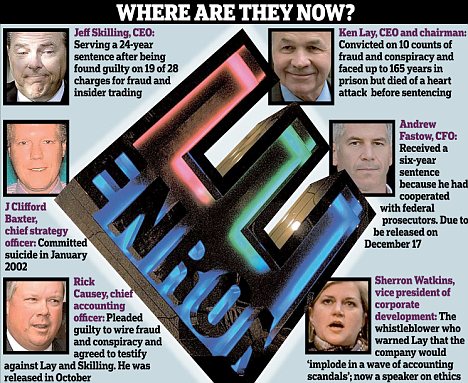 WHERE ARE THEY NOW?
Jeff Skilling, CEO:
Serving a 24-year
sentence after being
found guilty on 19 of 28
charges for fraud and
insider trading
Ken Lay, CEO and chairman:
Convicted on 10 counts of
fraud and conspiracy and
faced up to 165 years in
prison but died of a heart
attack before sentencing
J Clifford
Baxter,
chief strategy
officer: Committed
suicide in January
2002
Andrew
Fastow, CFO:
Received a
six-year
sentence
because he had
cooperated
with federal
prosecutors. Due to
be released on
December 17
Rick
Causey, chief
accounting
officer: Pleaded
guilty to wire fraud
and conspiracy and
agreed to testify
against Lay and Skilling. He was
released in October
Sherron Watkins,
vice president of
corporate
development: The
whistleblower who
warned Lay that the
company would
'implode in a wave of accounting
scandals'; now a speaker on ethics
ENRON